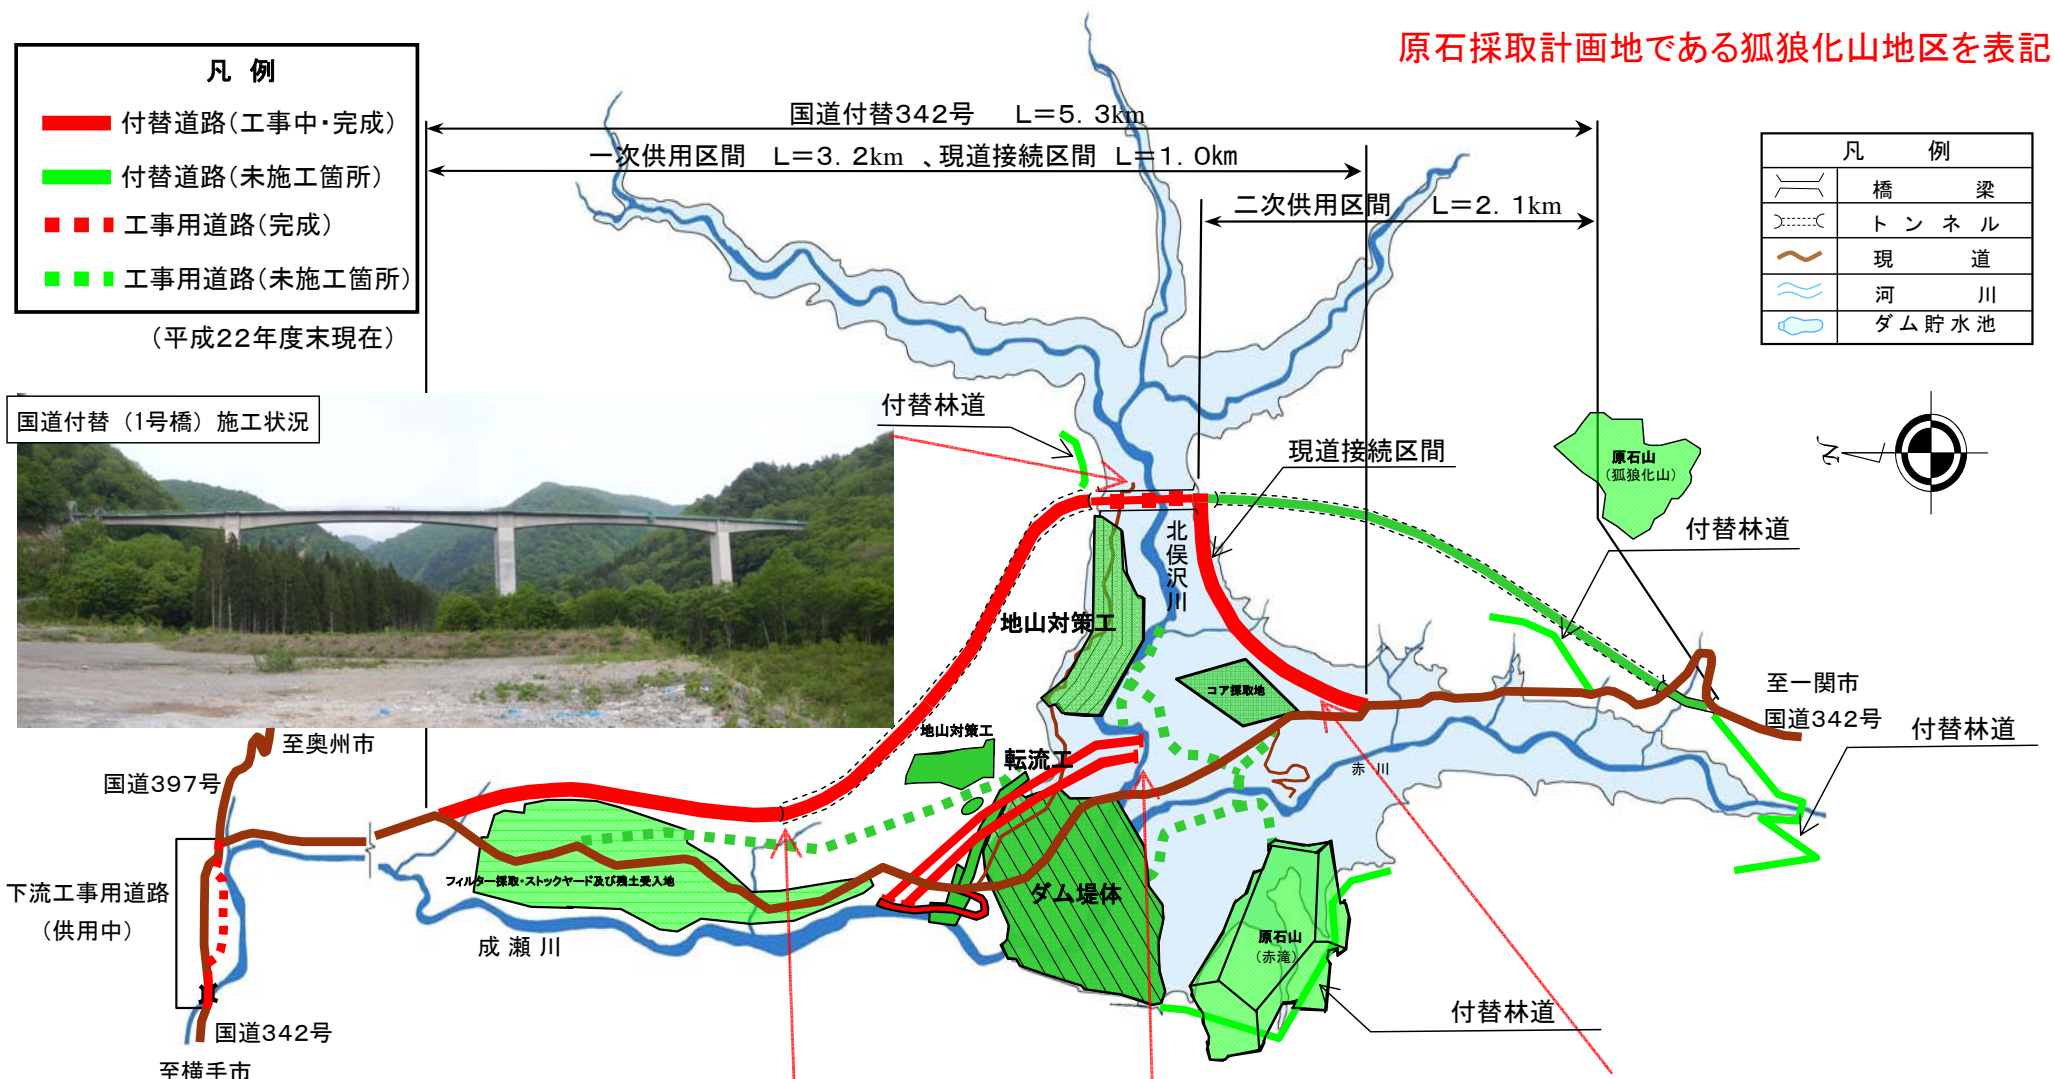 原石採取計画地である狐狼化山地区を表記
凡 例
付替道路(工事中・完成)
付替道路(未施工箇所)
工事用道路(完成)
工事用道路(未施工箇所)
(平成22年度末現在)
国道付替342号 L=5.3km
一次供用区間 L=3.2km 、現道接続区間 L=1.0km
二次供用区間 L=2.1km
凡 例
橋 梁
トンネル
現 道
河 川
ダム貯水池
国道付替(1号橋)施工状況
付替林道
現道接続区間
原石山
(狐狼化山)
N
付替林道
北俣沢川
地山対策工
コア採取地
至一関市
国道342号
付替林道
地山対策工
転流工
赤川
至奥州市
国道397号
下流工事用道路
(供用中)
フィルター採取・ストックヤード及び残土受入地
ダム堤体
成瀬川
原石山
(赤滝)
付替林道
国道342号
至横手市